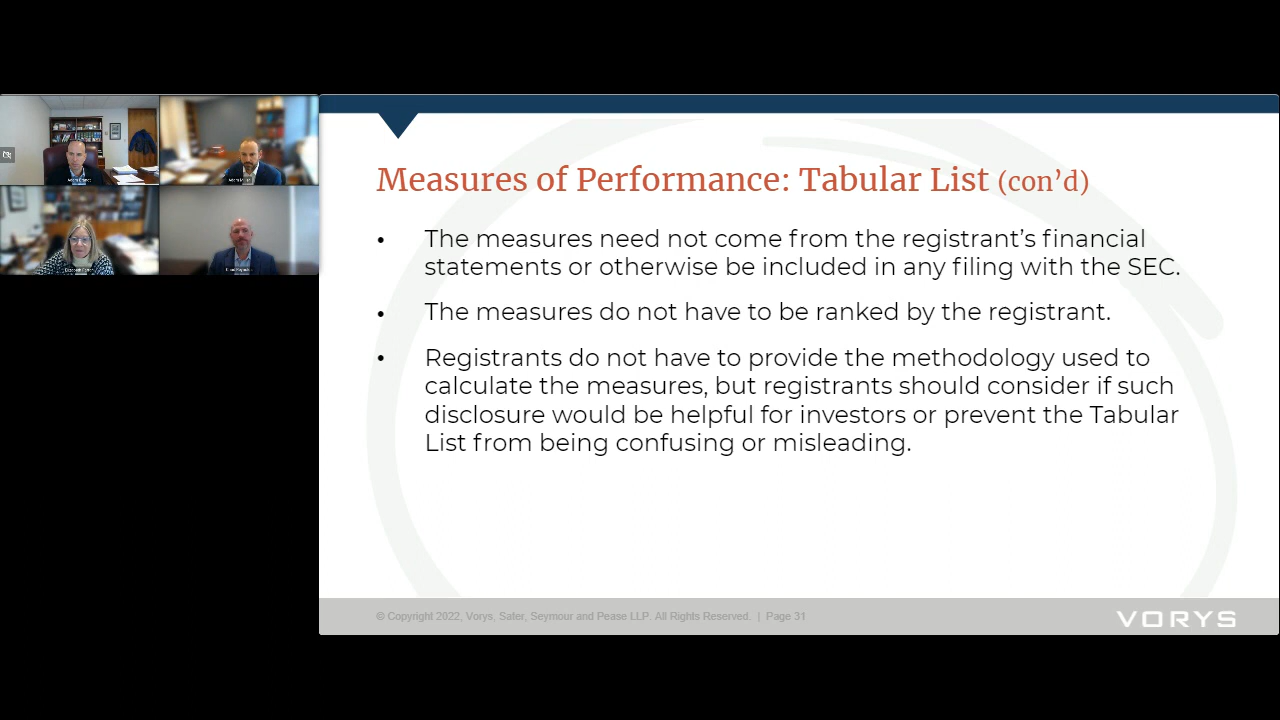 Measures of Performance: Tabular List (con’d)
• The measures need not come from the registrant’s financial
statements or otherwise be included in any filing with the SEC.
• The measures do not have to be ranked by the registrant.
• Registrants do not have to provide the methodology used to
calculate the measures, but registrants should consider if such
disclosure would be helpful for investors or prevent the Tabular
List from being confusing or misleading.
© Copyright 2022, Vorys, Sater, Seymour and Pease LLP. All Rights Reserved. | Page 31
VORYS